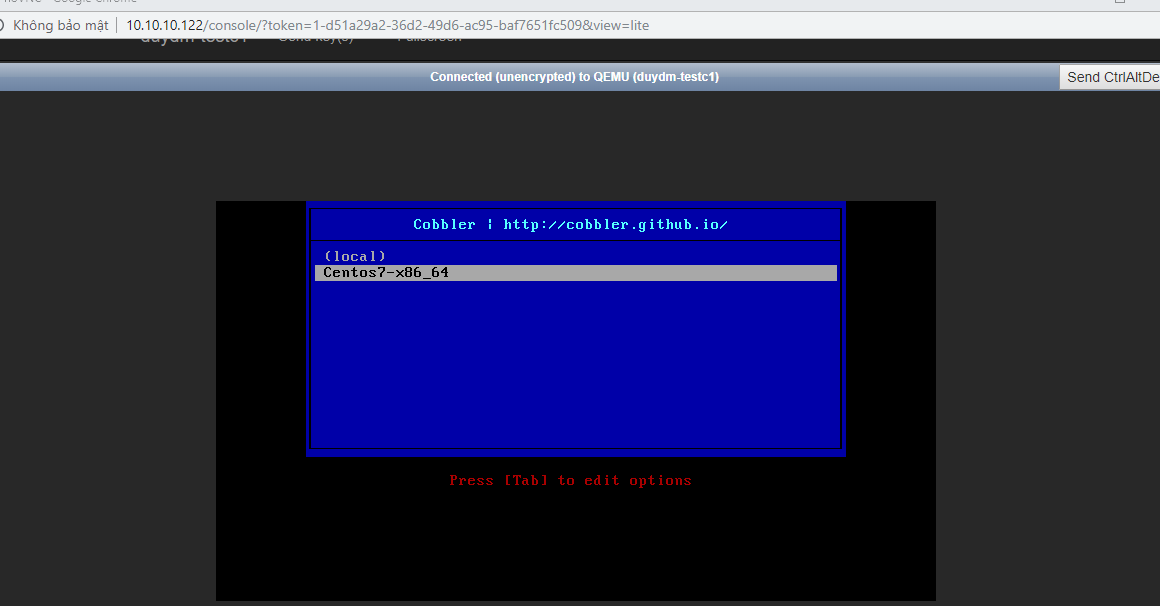 Không bảo mật 10.10.10.122/console/?token=1-d51a29a2-36d2-49d6-ac95-baf7651fc509&view=lite
Connected (unencrypted) to QEMU (duydm-testc1)
Send CtrlAltDe
Cobbler | http://cobbler.github.io/
(local)
Centos7-x86_64
Press [Tab] to edit options